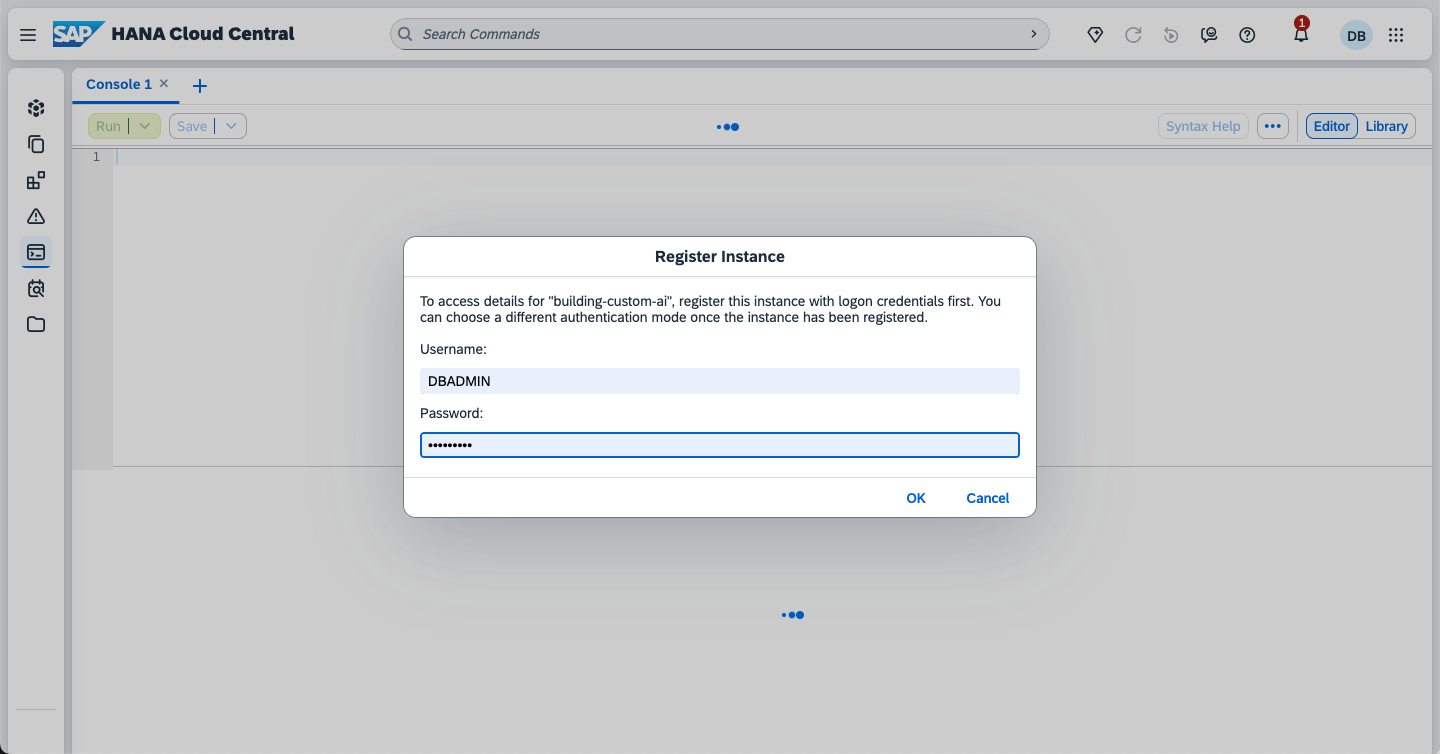 SAP HANA Cloud Central
Search Commands
1
DB
Console 1
Run
Save
Syntax Help
Editor
Library
1
Register Instance
To access details for "building-custom-ai", register this instance with logon credentials first. You
can choose a different authentication mode once the instance has been registered.
Username:
DBADMIN
Password:
•••••••••
OK
Cancel